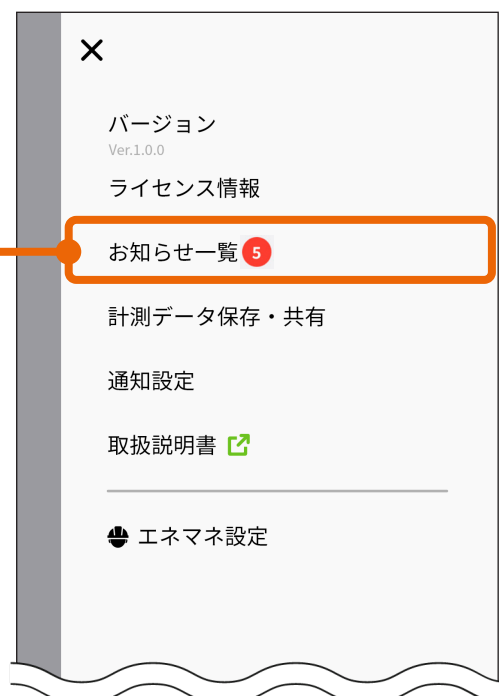 バージョン
Ver.1.0.0
ライセンス情報
お知らせ一覧 5
計測データ保存・共有
通知設定
取扱説明書
エネマネ設定